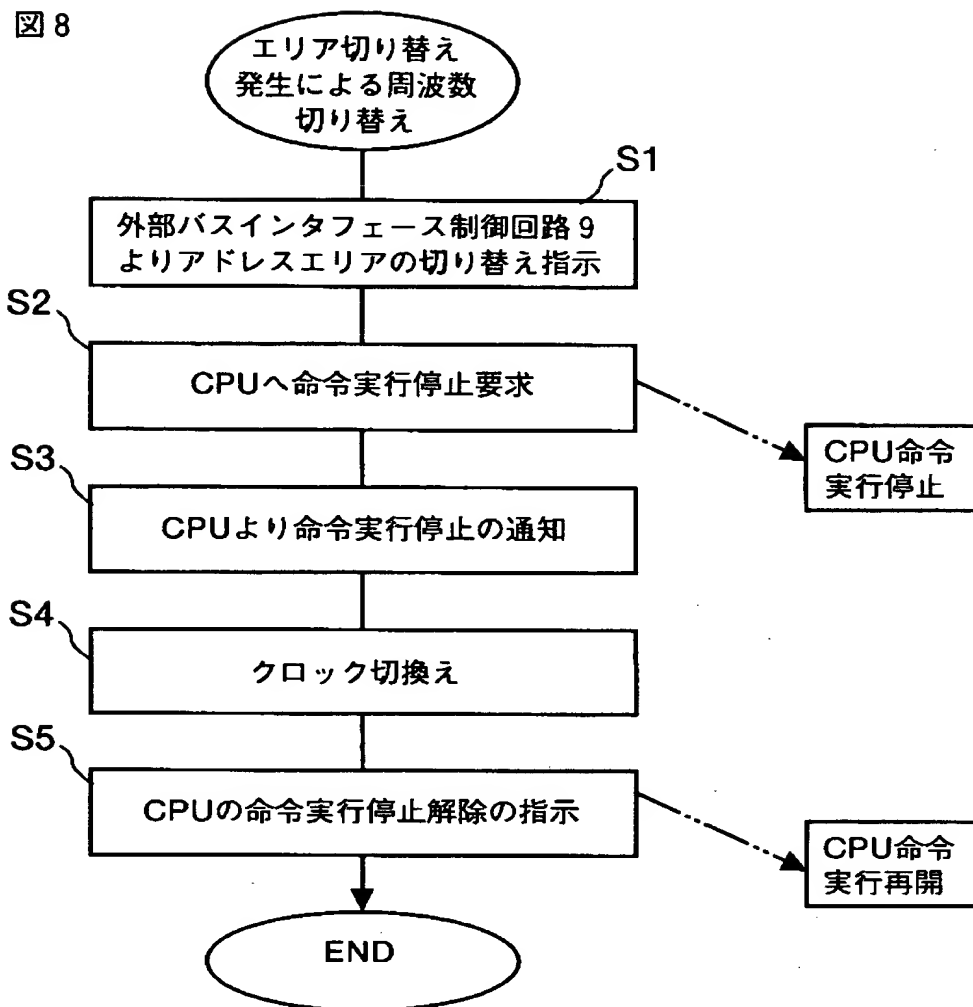 図8
エリア切り替え
発生による周波数
切り替え
S1
外部バスインタフェース制御回路9
よりアドレスエリアの切り替え指示
S2
CPUへ命令実行停止要求
CPU命令
実行停止
S3
CPUより命令実行停止の通知
S4
クロック切換え
S5
CPUの命令実行停止解除の指示
CPU命令
実行再開
END